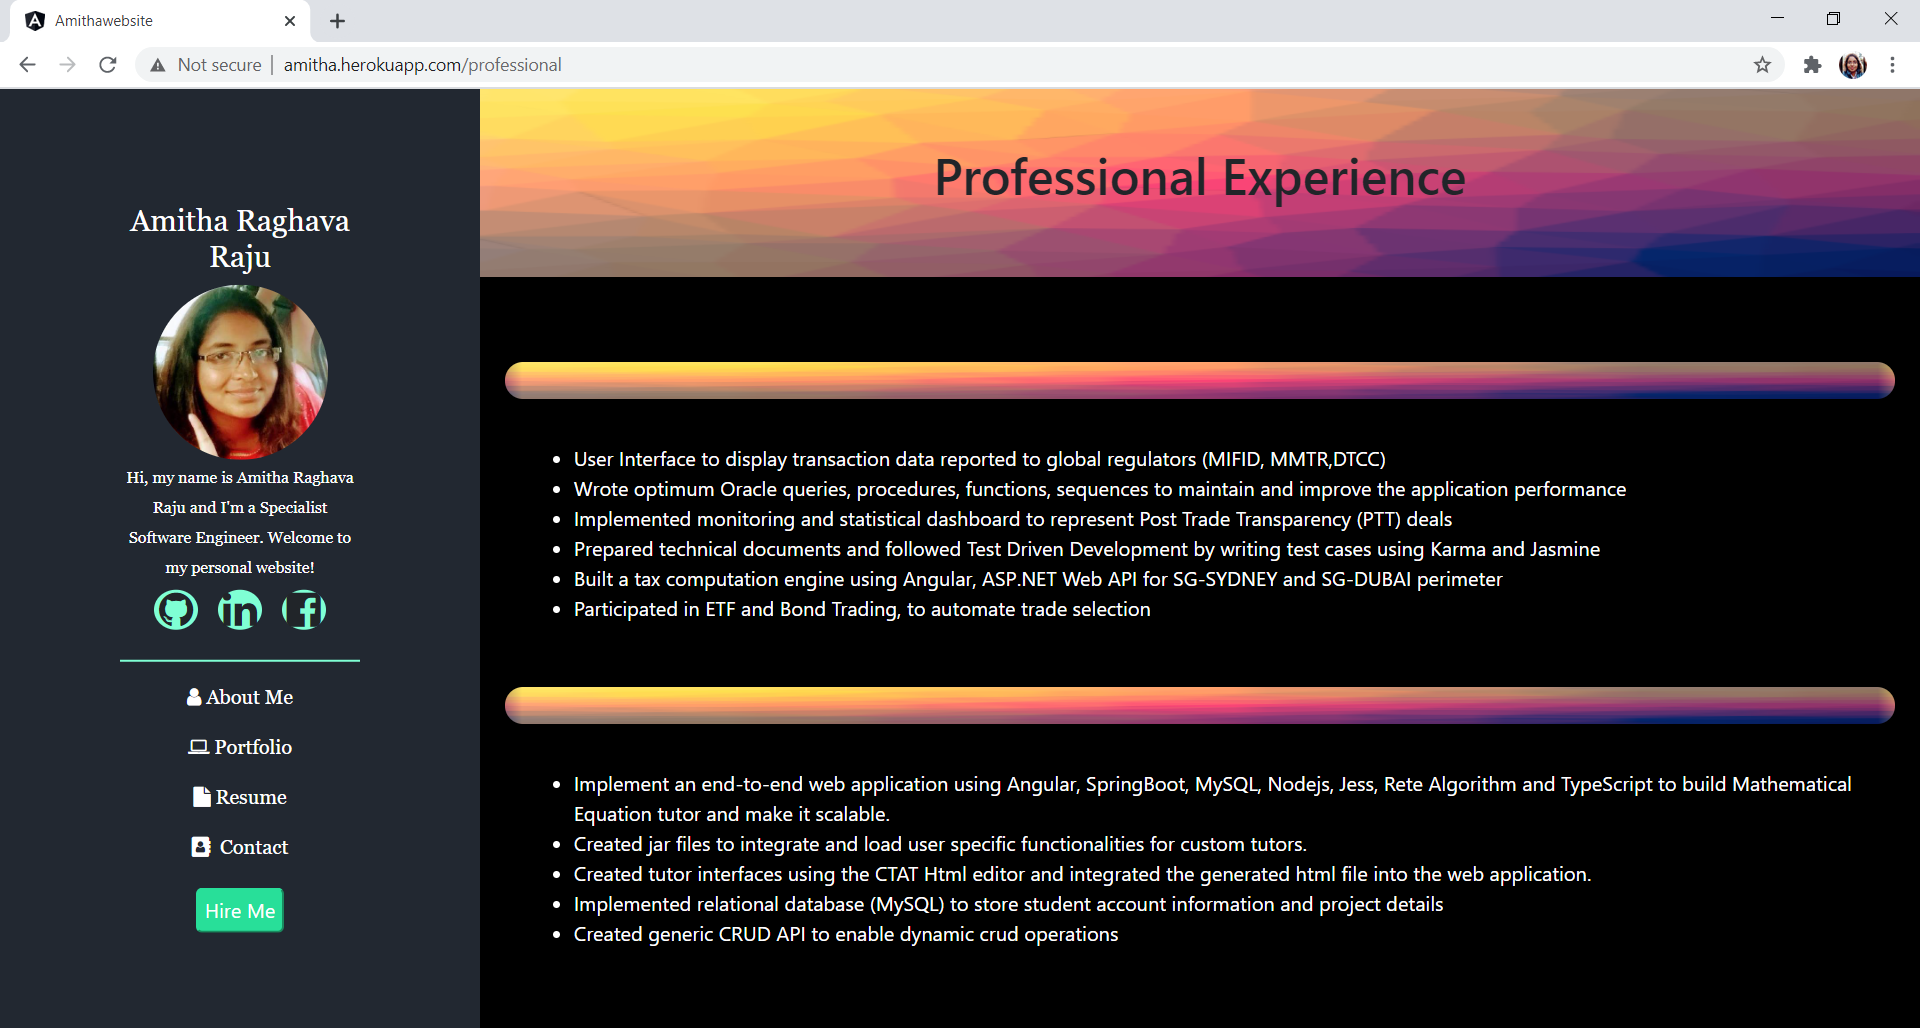 Amithawebsite
Not secure
amitha.herokuapp.com/professional
Amitha Raghava
Raju
Hi, my name is Amitha Raghava
Raju and I'm a Specialist
Software Engineer. Welcome to
my personal website!
About Me
Portfolio
Resume
Contact
Hire Me
Professional Experience
• User Interface to display transaction data reported to global regulators (MIFID, MMTR,DTCC)
• Wrote optimum Oracle queries, procedures, functions, sequences to maintain and improve the application performance
• Implemented monitoring and statistical dashboard to represent Post Trade Transparency (PTT) deals
• Prepared technical documents and followed Test Driven Development by writing test cases using Karma and Jasmine
• Built a tax computation engine using Angular, ASP.NET Web API for SG-SYDNEY and SG-DUBAI perimeter
• Participated in ETF and Bond Trading, to automate trade selection
• Implement an end-to-end web application using Angular, SpringBoot, MySQL, Nodejs, Jess, Rete Algorithm and TypeScript to build Mathematical
Equation tutor and make it scalable.
• Created jar files to integrate and load user specific functionalities for custom tutors.
• Created tutor interfaces using the CTAT Html editor and integrated the generated html file into the web application.
• Implemented relational database (MySQL) to store student account information and project details
• Created generic CRUD API to enable dynamic crud operations